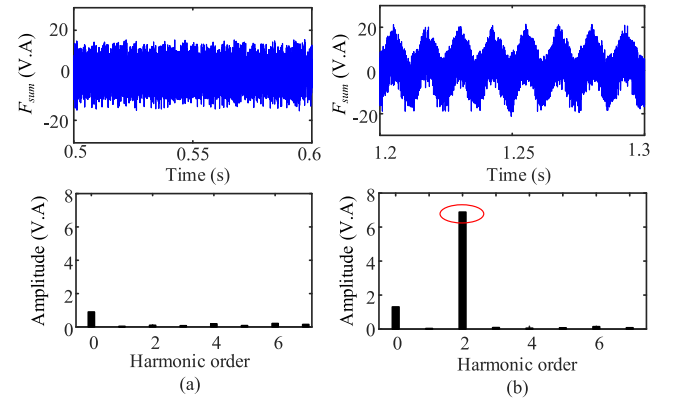 20
0
-20
F_sum (V.A)
0.5 0.55 0.6
Time (s)
20
0
-20
F_sum (V.A)
1.2 1.25 1.3
Time (s)
8
6
4
2
0
Amplitude (V.A)
0 2 4 6
Harmonic order
(a)
8
6
4
2
0
Amplitude (V.A)
0 2 4 6
Harmonic order
(b)